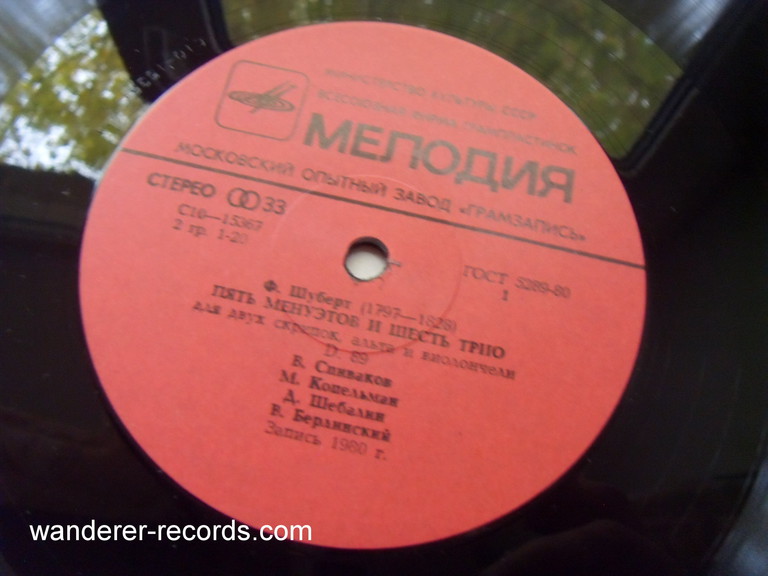 МИНИСТЕРСТВО КУЛЬТУРЫ СССР
ВСЕСОЮЗНАЯ ФИРМА ГРАМПЛАСТИНОК
МЕЛОДИЯ
МОСКОВСКИЙ ОПЫТНЫЙ ЗАВОД «ГРАМЗАПИСЬ»
СТЕРЕО 33
С10—15367
2 гр. 1-20
ГОСТ 5289-80
1
Ф. Шуберт (1797—1828)
ПЯТЬ МЕНУЭТОВ И ШЕСТЬ ТРИО
для двух скрипок, альта и виолончели
D. 89
В. Спиваков
М. Копельман
Д. Шебалин
В. Берлинский
Запись 1980 г.
wanderer-records.com